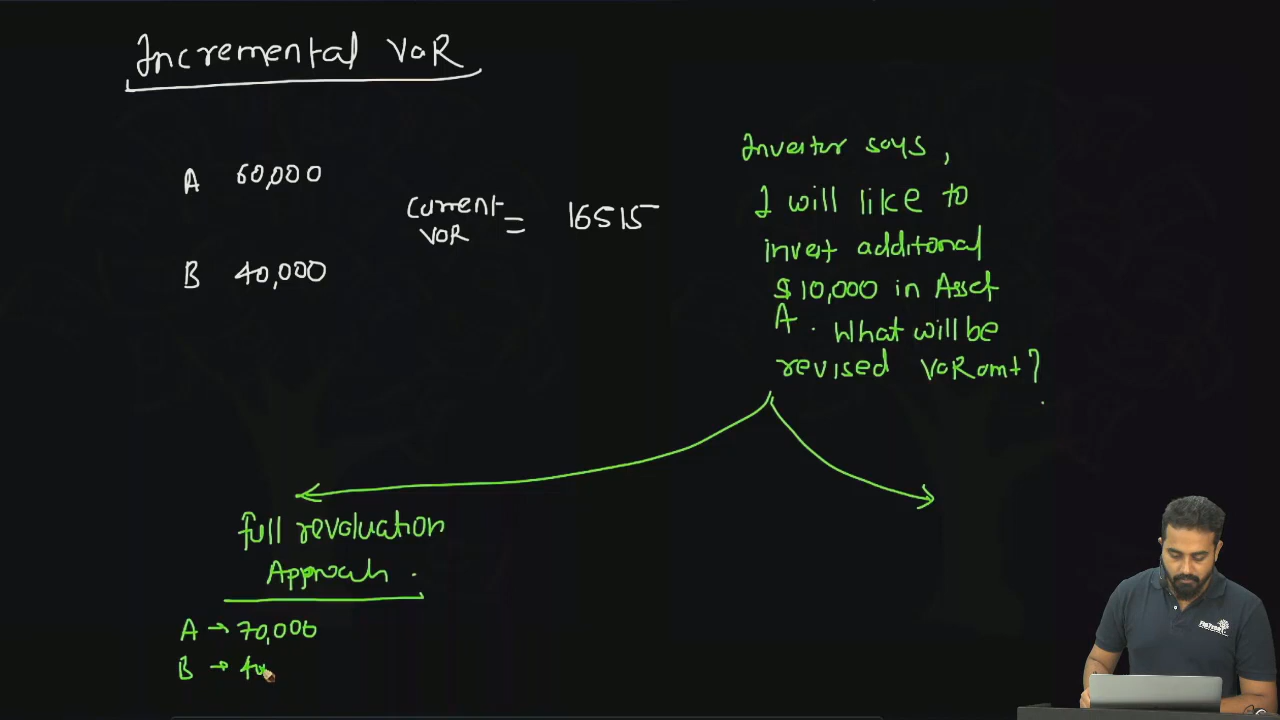 Incremental VaR
A 60,000
current
VaR = 16515
B 40,000
Investor says,
I will like to
invest additional
$10,000 in Asset
A. What will be
revised VaR amt?
full revaluation
Approach.
A → 70,000
B → 40